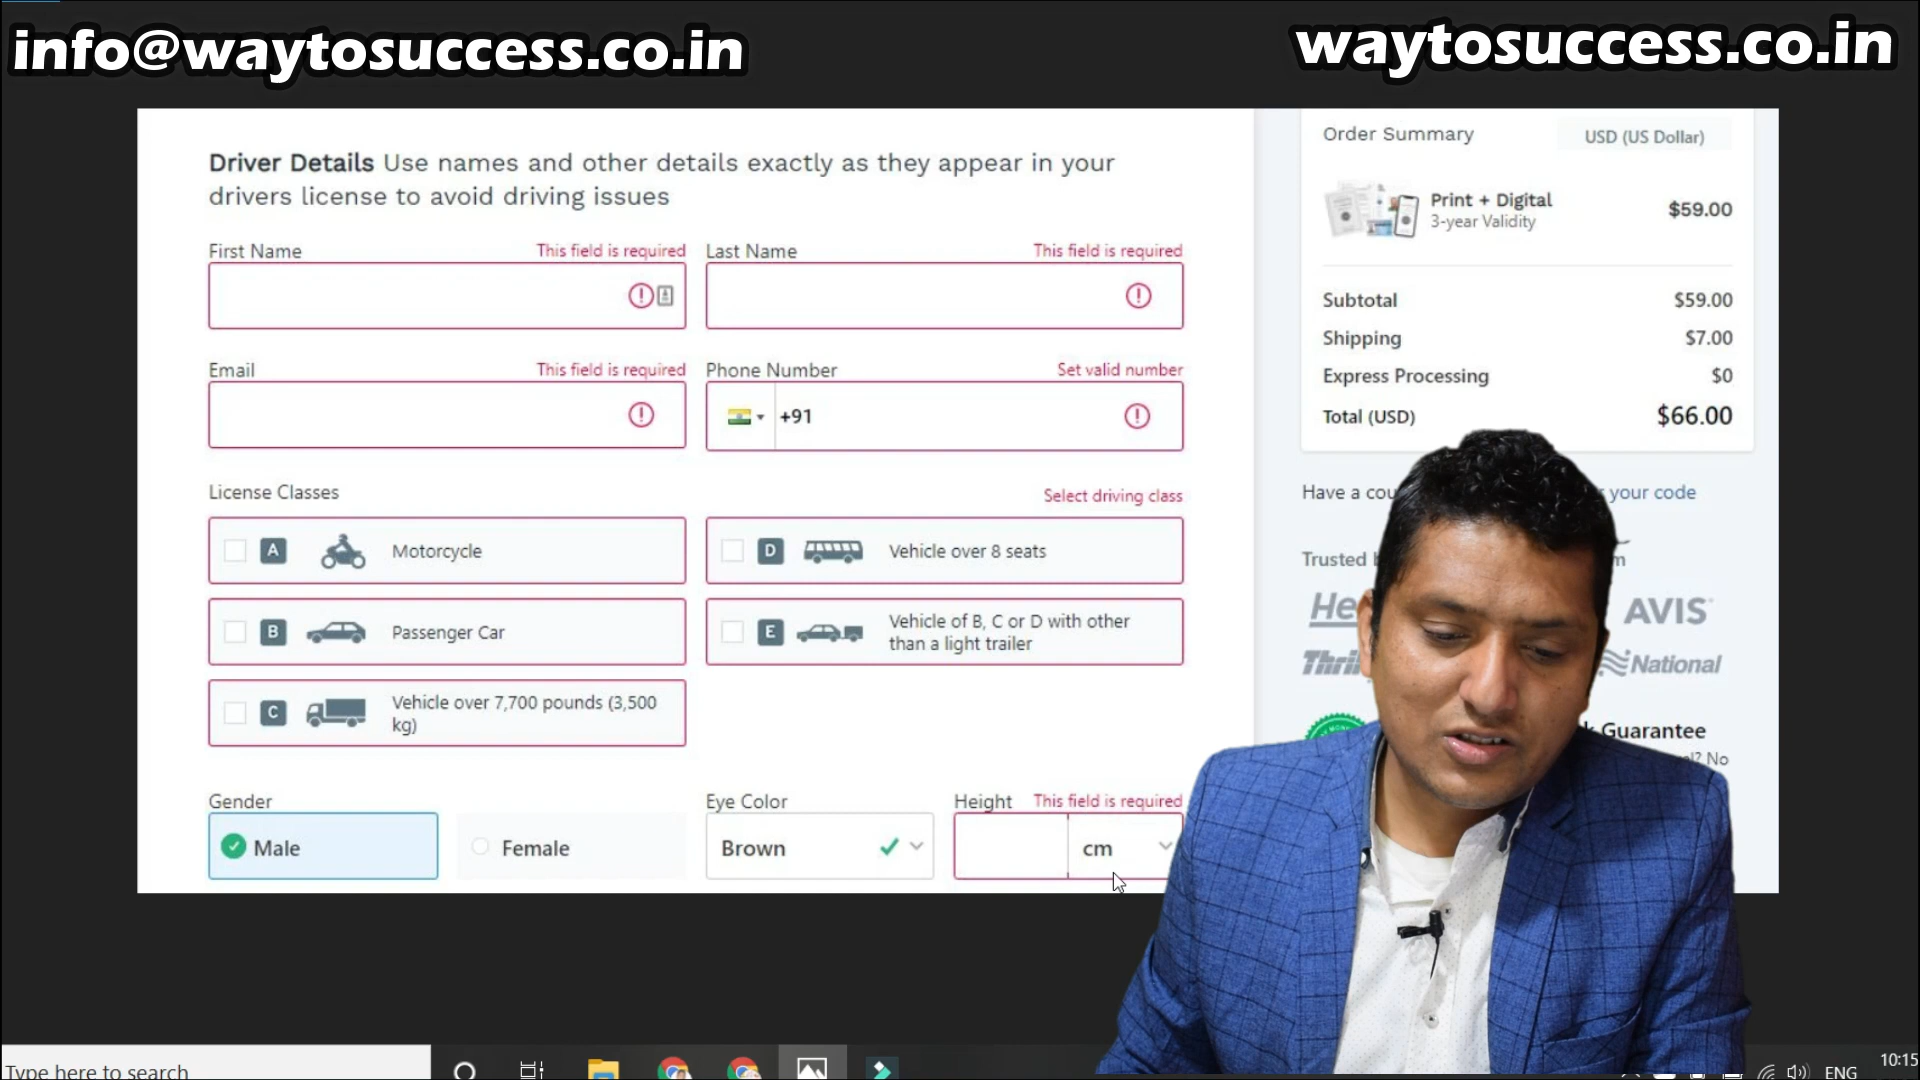 info@waytosuccess.co.in
waytosuccess.co.in
Driver Details Use names and other details exactly as they appear in your
drivers license to avoid driving issues
First Name This field is required
Last Name This field is required
Email This field is required
Phone Number Set valid number
+91
License Classes Select driving class
A Motorcycle
D Vehicle over 8 seats
B Passenger Car
E Vehicle of B, C or D with other
than a light trailer
C Vehicle over 7,700 pounds (3,500
kg)
Gender
Male
Female
Eye Color
Brown
Height This field is required
cm
Order Summary USD (US Dollar)
Print + Digital $59.00
3-year Validity
Subtotal $59.00
Shipping $7.00
Express Processing $0
Total (USD) $66.00
Have a your code
Trusted
AVIS
National
Guarantee
No
Type here to search
ENG
10:15